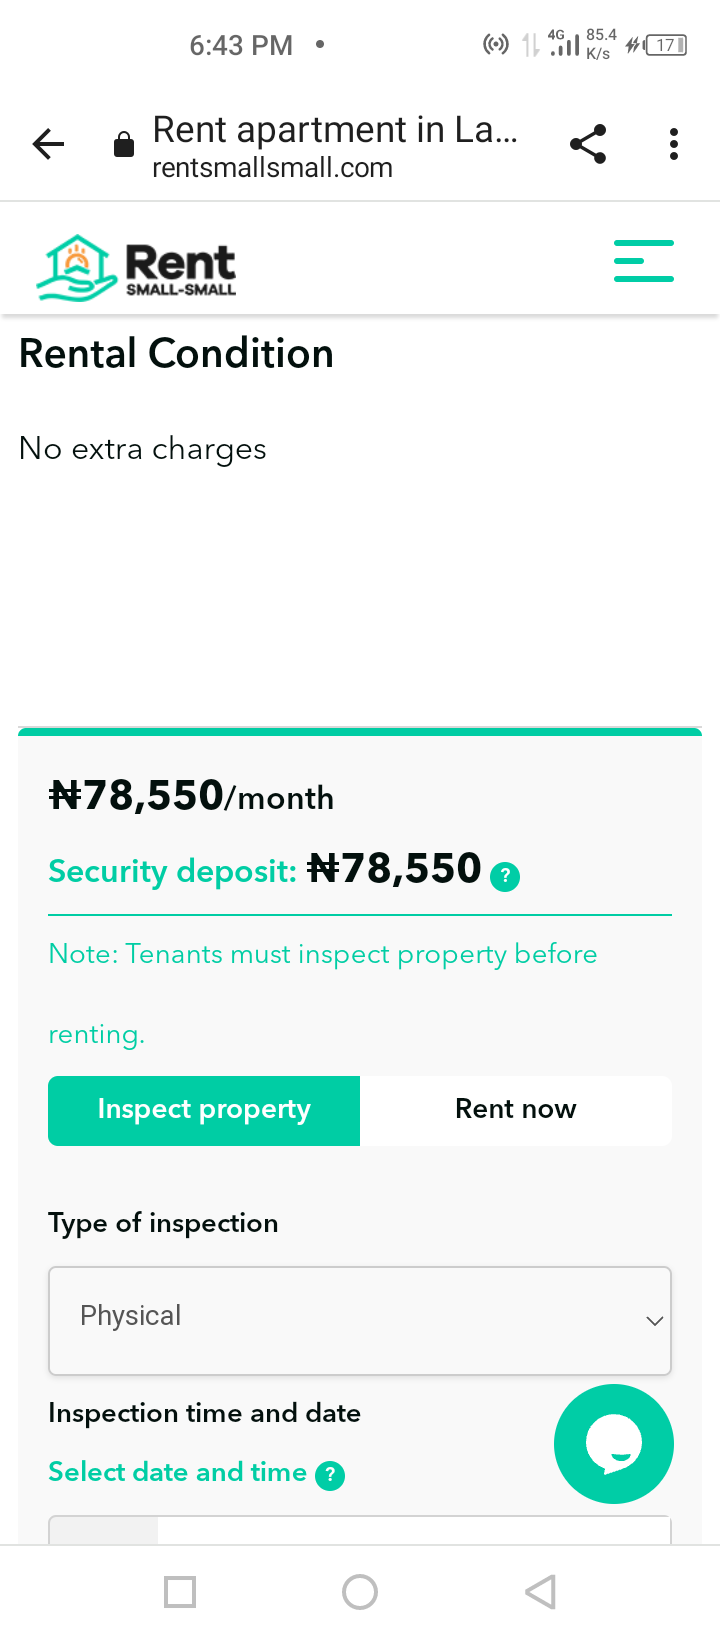 6:43 PM
4G 85.4 K/s 17
Rent apartment in La...
rentsmallsmall.com
Rent
SMALL-SMALL
Rental Condition
No extra charges
₦78,550/month
Security deposit: ₦78,550 ?
Note: Tenants must inspect property before
renting.
Inspect property Rent now
Type of inspection
Physical
Inspection time and date
Select date and time ?